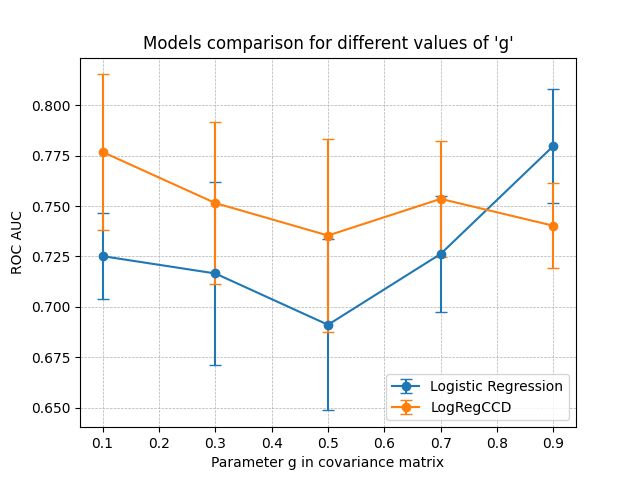 Models comparison for different values of 'g'
ROC AUC
0.800
0.775
0.750
0.725
0.700
0.675
0.650
0.1 0.2 0.3 0.4 0.5 0.6 0.7 0.8 0.9
Parameter g in covariance matrix
Logistic Regression
LogRegCCD